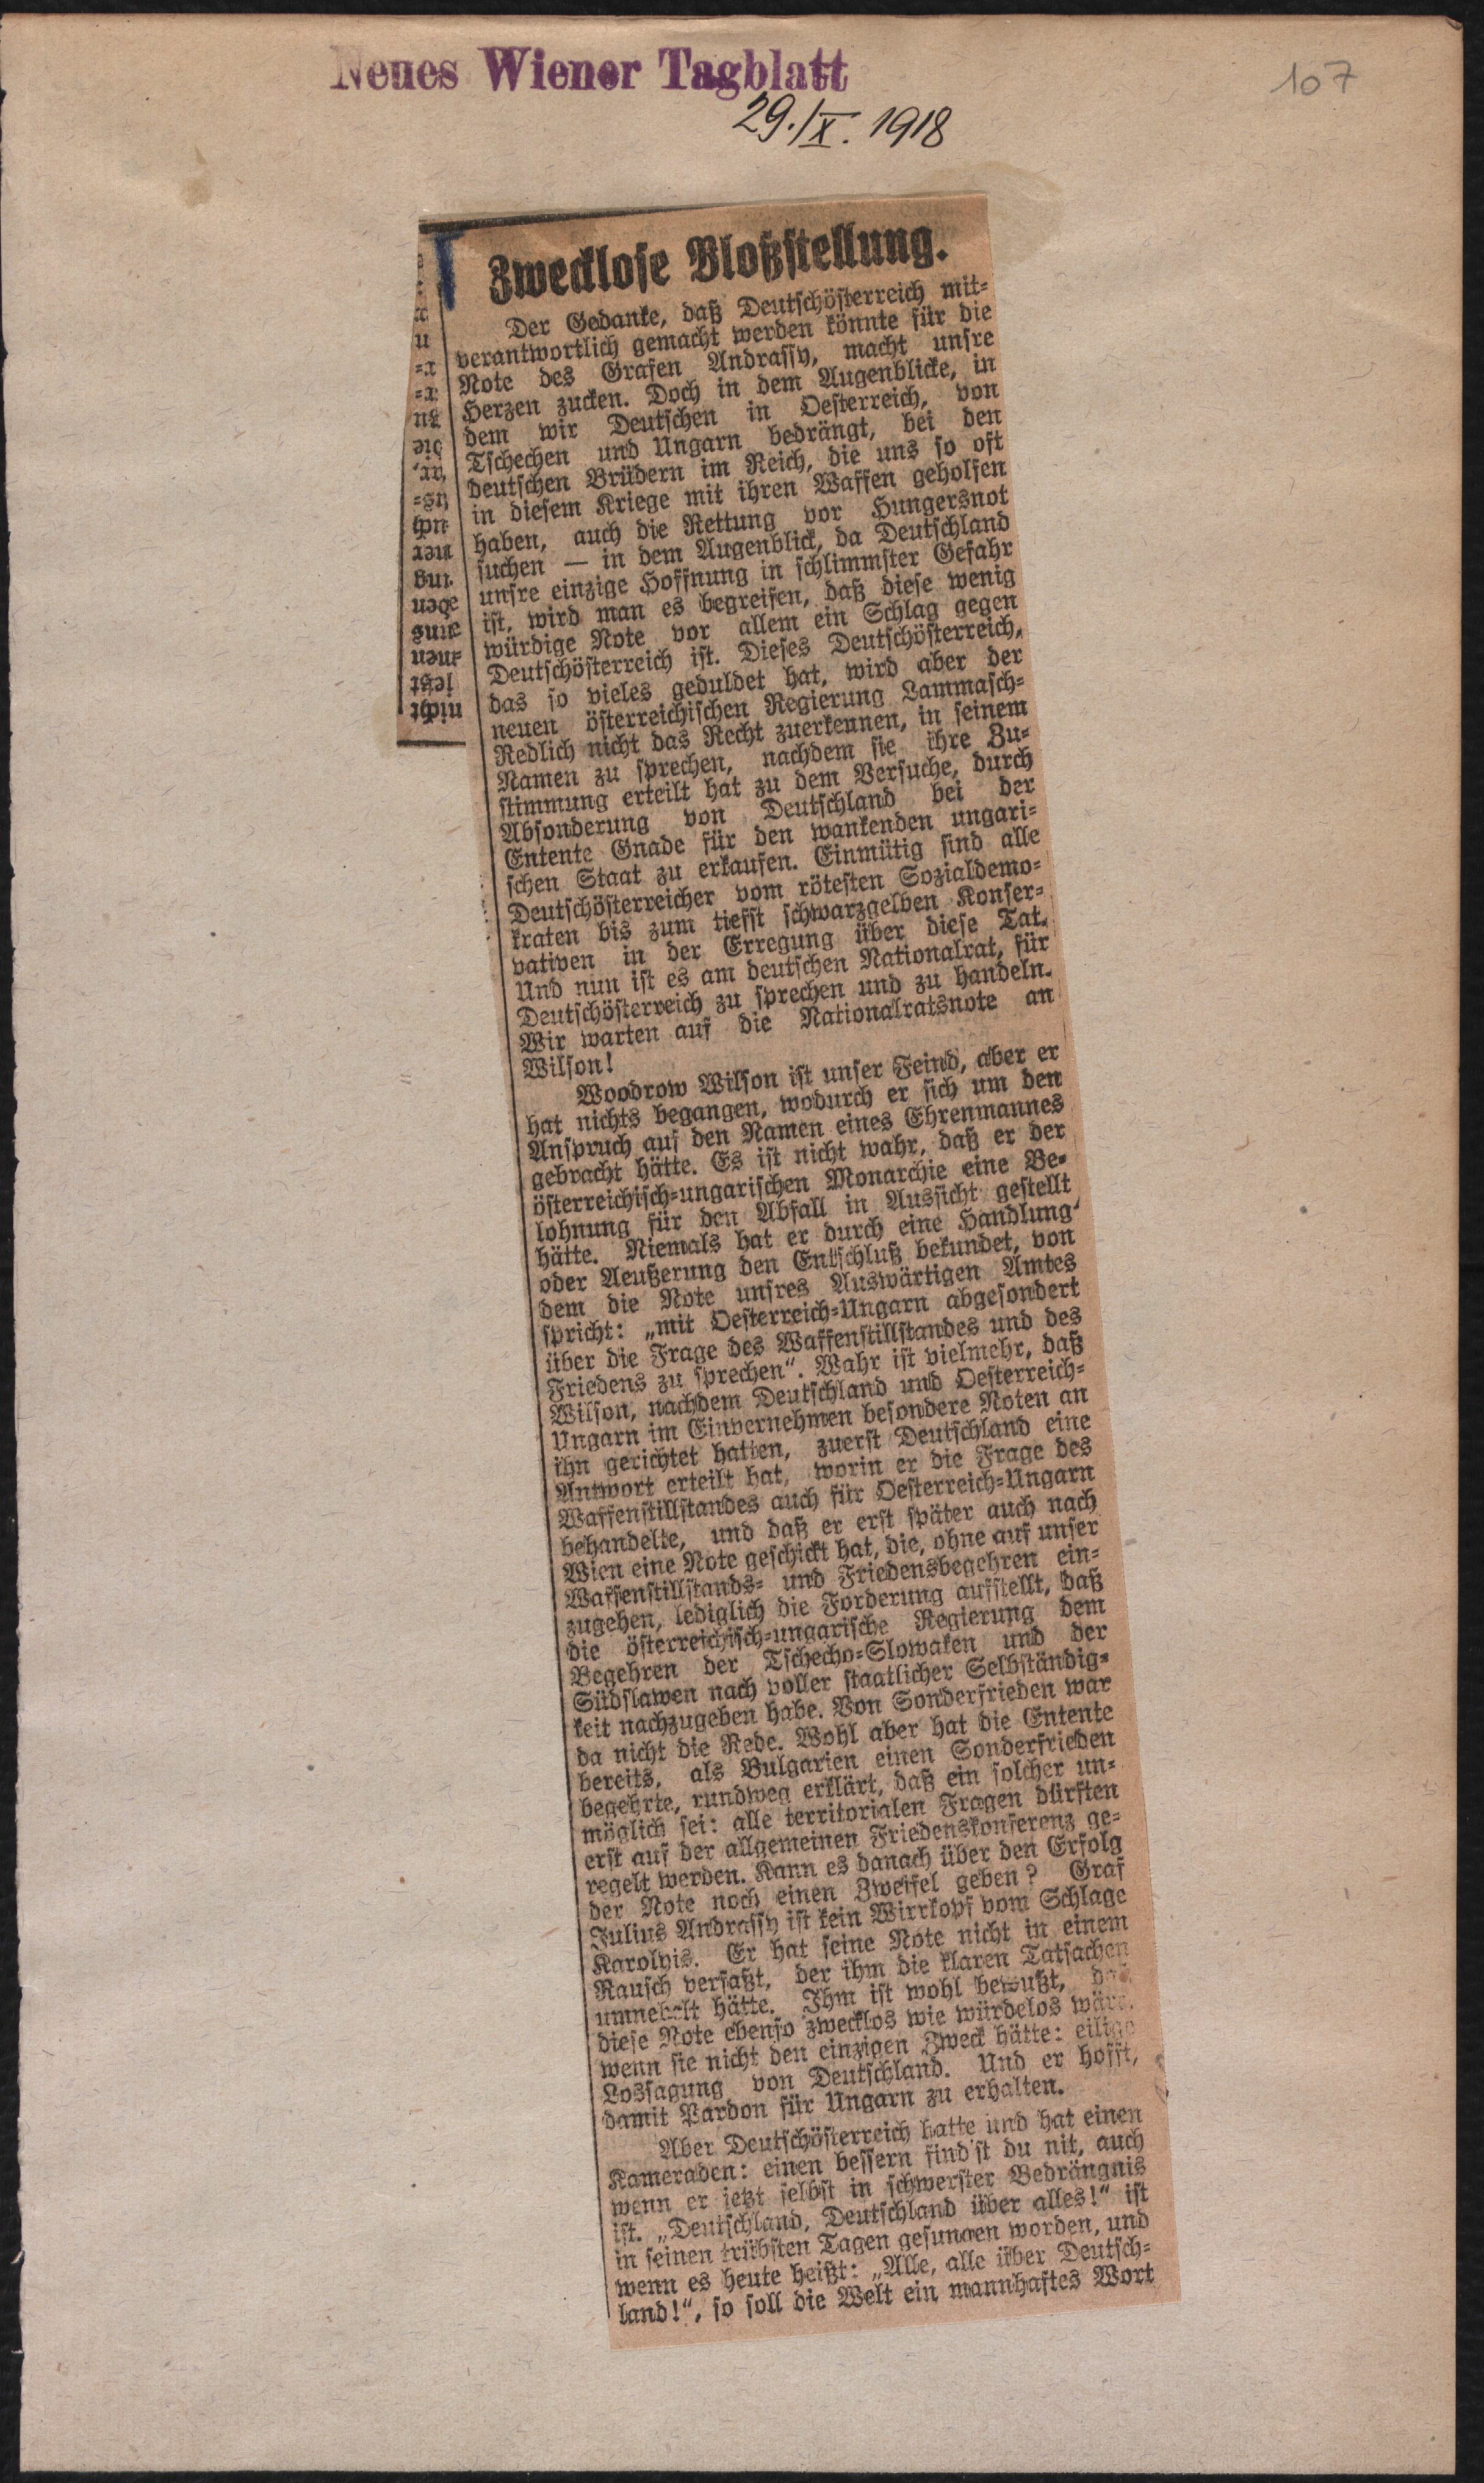 Neues Wiener Tagblatt
107
29./X. 1918
Zwecklose Bloßstellung.
Der Gedanke, daß Deutschösterreich mit-
verantwortlich gemacht werden könnte für die
Note des Grafen Andrassy, macht unsre
Herzen zucken. Doch in dem Augenblicke, in
dem wir Deutschen in Oesterreich, von
Tschechen und Ungarn bedrängt, bei den
deutschen Brüdern im Reich, die uns so oft
in diesem Kriege mit ihren Waffen geholfen
haben, auch die Rettung vor Hungersnot
suchen — in dem Augenblick, da Deutschland
unsre einzige Hoffnung in schlimmster Gefahr
ist, wird man es begreifen, daß diese wenig
würdige Note vor allem ein Schlag gegen
Deutschösterreich ist. Dieses Deutschösterreich,
das so vieles geduldet hat, wird aber der
neuen österreichischen Regierung Lammasch-
Redlich nicht das Recht zuerkennen, in seinem
Namen zu sprechen, nachdem sie ihre Zu-
stimmung erteilt hat zu dem Versuche, durch
Absonderung von Deutschland bei der
Entente Gnade für den wankenden ungari-
schen Staat zu erkaufen. Einmütig sind alle
Deutschösterreicher vom rötesten Sozialdemo-
kraten bis zum tiefst schwarzgelben Konser-
vativen in der Erregung über diese Tat.
Und nun ist es am deutschen Nationalrat, für
Deutschösterreich zu sprechen und zu handeln.
Wir warten auf die Nationalratsnote an
Wilson!
Woodrow Wilson ist unser Feind, aber er
hat nichts begangen, wodurch er sich um den
Anspruch auf den Namen eines Ehrenmannes
gebracht hätte. Es ist nicht wahr, daß er der
österreichisch-ungarischen Monarchie eine Be-
lohnung für den Abfall in Aussicht gestellt
hätte. Niemals hat er durch eine Handlung
oder Aeußerung den Entschluß bekundet, von
dem die Note unsres Auswärtigen Amtes
spricht: „mit Oesterreich-Ungarn abgesondert
über die Frage des Waffenstillstandes und des
Friedens zu sprechen“. Wahr ist vielmehr, daß
Wilson, nachdem Deutschland und Oesterreich-
Ungarn im Einvernehmen besondere Noten an
ihn gerichtet hatten, zuerst Deutschland eine
Antwort erteilt hat, worin er die Frage des
Waffenstillstandes auch für Oesterreich-Ungarn
behandelte, und daß er erst später auch nach
Wien eine Note geschickt hat, die, ohne auf unser
Waffenstillstands- und Friedensbegehren ein-
zugehen, lediglich die Forderung aufstellt, daß
die österreichisch-ungarische Regierung dem
Begehren der Tschecho-Slowaken und der
Südslawen nach voller staatlicher Selbständig-
keit nachzugeben habe. Von Sonderfrieden war
da nicht die Rede. Wohl aber hat die Entente
bereits, als Bulgarien einen Sonderfrieden
begehrte, rundweg erklärt, daß ein solcher un-
möglich sei: alle territorialen Fragen dürften
erst auf der allgemeinen Friedenskonferenz ge-
regelt werden. Kann es danach über den Erfolg
der Note noch einen Zweifel geben? Graf
Julius Andrassy ist kein Wirrkopf vom Schlage
Karolyis. Er hat seine Note nicht in einem
Rausch verfaßt, der ihm die klaren Tatsachen
umnebelt hätte. Ihm ist wohl bewußt, daß
diese Note ebenso zwecklos wie würdelos wäre,
wenn sie nicht den einzigen Zweck hätte: eilige
Lossagung von Deutschland. Und er hofft,
damit Pardon für Ungarn zu erhalten.
Aber Deutschösterreich hatte und hat einen
Kameraden: einen bessern find'st du nit, auch
wenn er jetzt selbst in schwerster Bedrängnis
ist. „Deutschland, Deutschland über alles!“ ist
in seinen trübsten Tagen gesungen worden, und
wenn es heute heißt: „Alle, alle über Deutsch-
land!“, so soll die Welt ein mannhaftes Wort